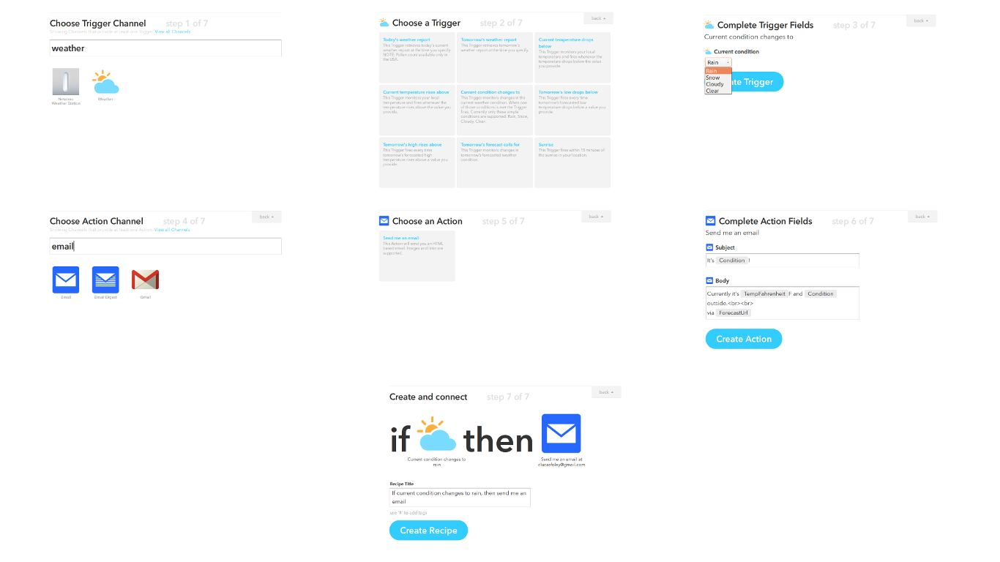 Choose Trigger Channel step 1 of 7
Showing Channels that provide at least one Trigger. View all Channels
weather
Netatmo
Weather Station
Weather
Choose a Trigger step 2 of 7
back
Today's weather report
This Trigger retrieves today's current
weather report at the time you specify.
NOTE: Pollen count available only in
the USA.
Tomorrow's weather report
This Trigger retrieves tomorrow's
weather report at the time you specify.
Current temperature drops
below
This Trigger monitors your local
temperature and fires whenever the
temperature drops below the value
you provide.
Current temperature rises above
This Trigger monitors your local
temperature and fires whenever the
temperature rises above the value you
provide.
Current condition changes to
This Trigger monitors changes in the
current weather condition. When one
of those conditions is met the Trigger
fires. Currently only these simple
conditions are supported: Rain, Snow,
Cloudy, Clear.
Tomorrow's low drops below
This Trigger fires every time
tomorrow's forecasted low
temperature drops below a value you
provide.
Tomorrow's high rises above
This Trigger fires every time
tomorrow's forecasted high
temperature rises above a value you
provide.
Tomorrow's forecast calls for
This Trigger monitors changes in
tomorrow's forecasted weather
condition.
Sunrise
This Trigger fires within 15 minutes of
the sunrise in your location.
Complete Trigger Fields step 3 of 7
back
Current condition changes to
Current condition
Rain
Rain
Snow
Cloudy
Clear
te Trigger
Choose Action Channel step 4 of 7
back
Showing Channels that provide at least one Action. View all Channels
email
Email
Email Digest
Gmail
Choose an Action step 5 of 7
back
Send me an email
This Action will send you an HTML
based email. Images and links are
supported.
Complete Action Fields step 6 of 7
back
Send me an email
Subject
It's Condition !
Body
Currently it's TempFahrenheit F and Condition
outside.<br><br>
via ForecastUrl
Create Action
Create and connect step 7 of 7
back
if then
Current condition changes to
rain
Send me an email at
clucasfoley@gmail.com
Recipe Title
If current condition changes to rain, then send me an
email
use '#' to add tags
Create Recipe